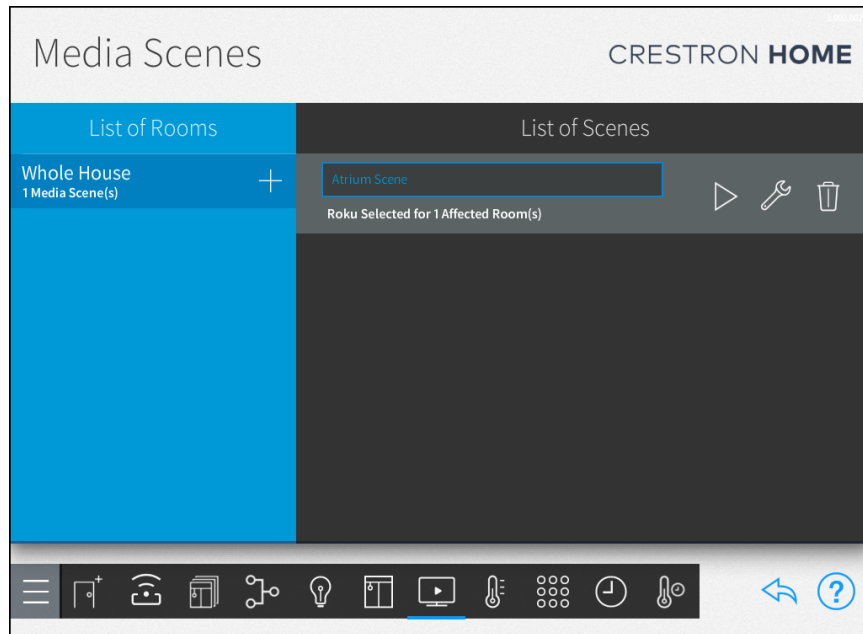 Media Scenes
CRESTRON HOME
List of Rooms
List of Scenes
Whole House
1 Media Scene(s)
Atrium Scene
Roku Selected for 1 Affected Room(s)
?